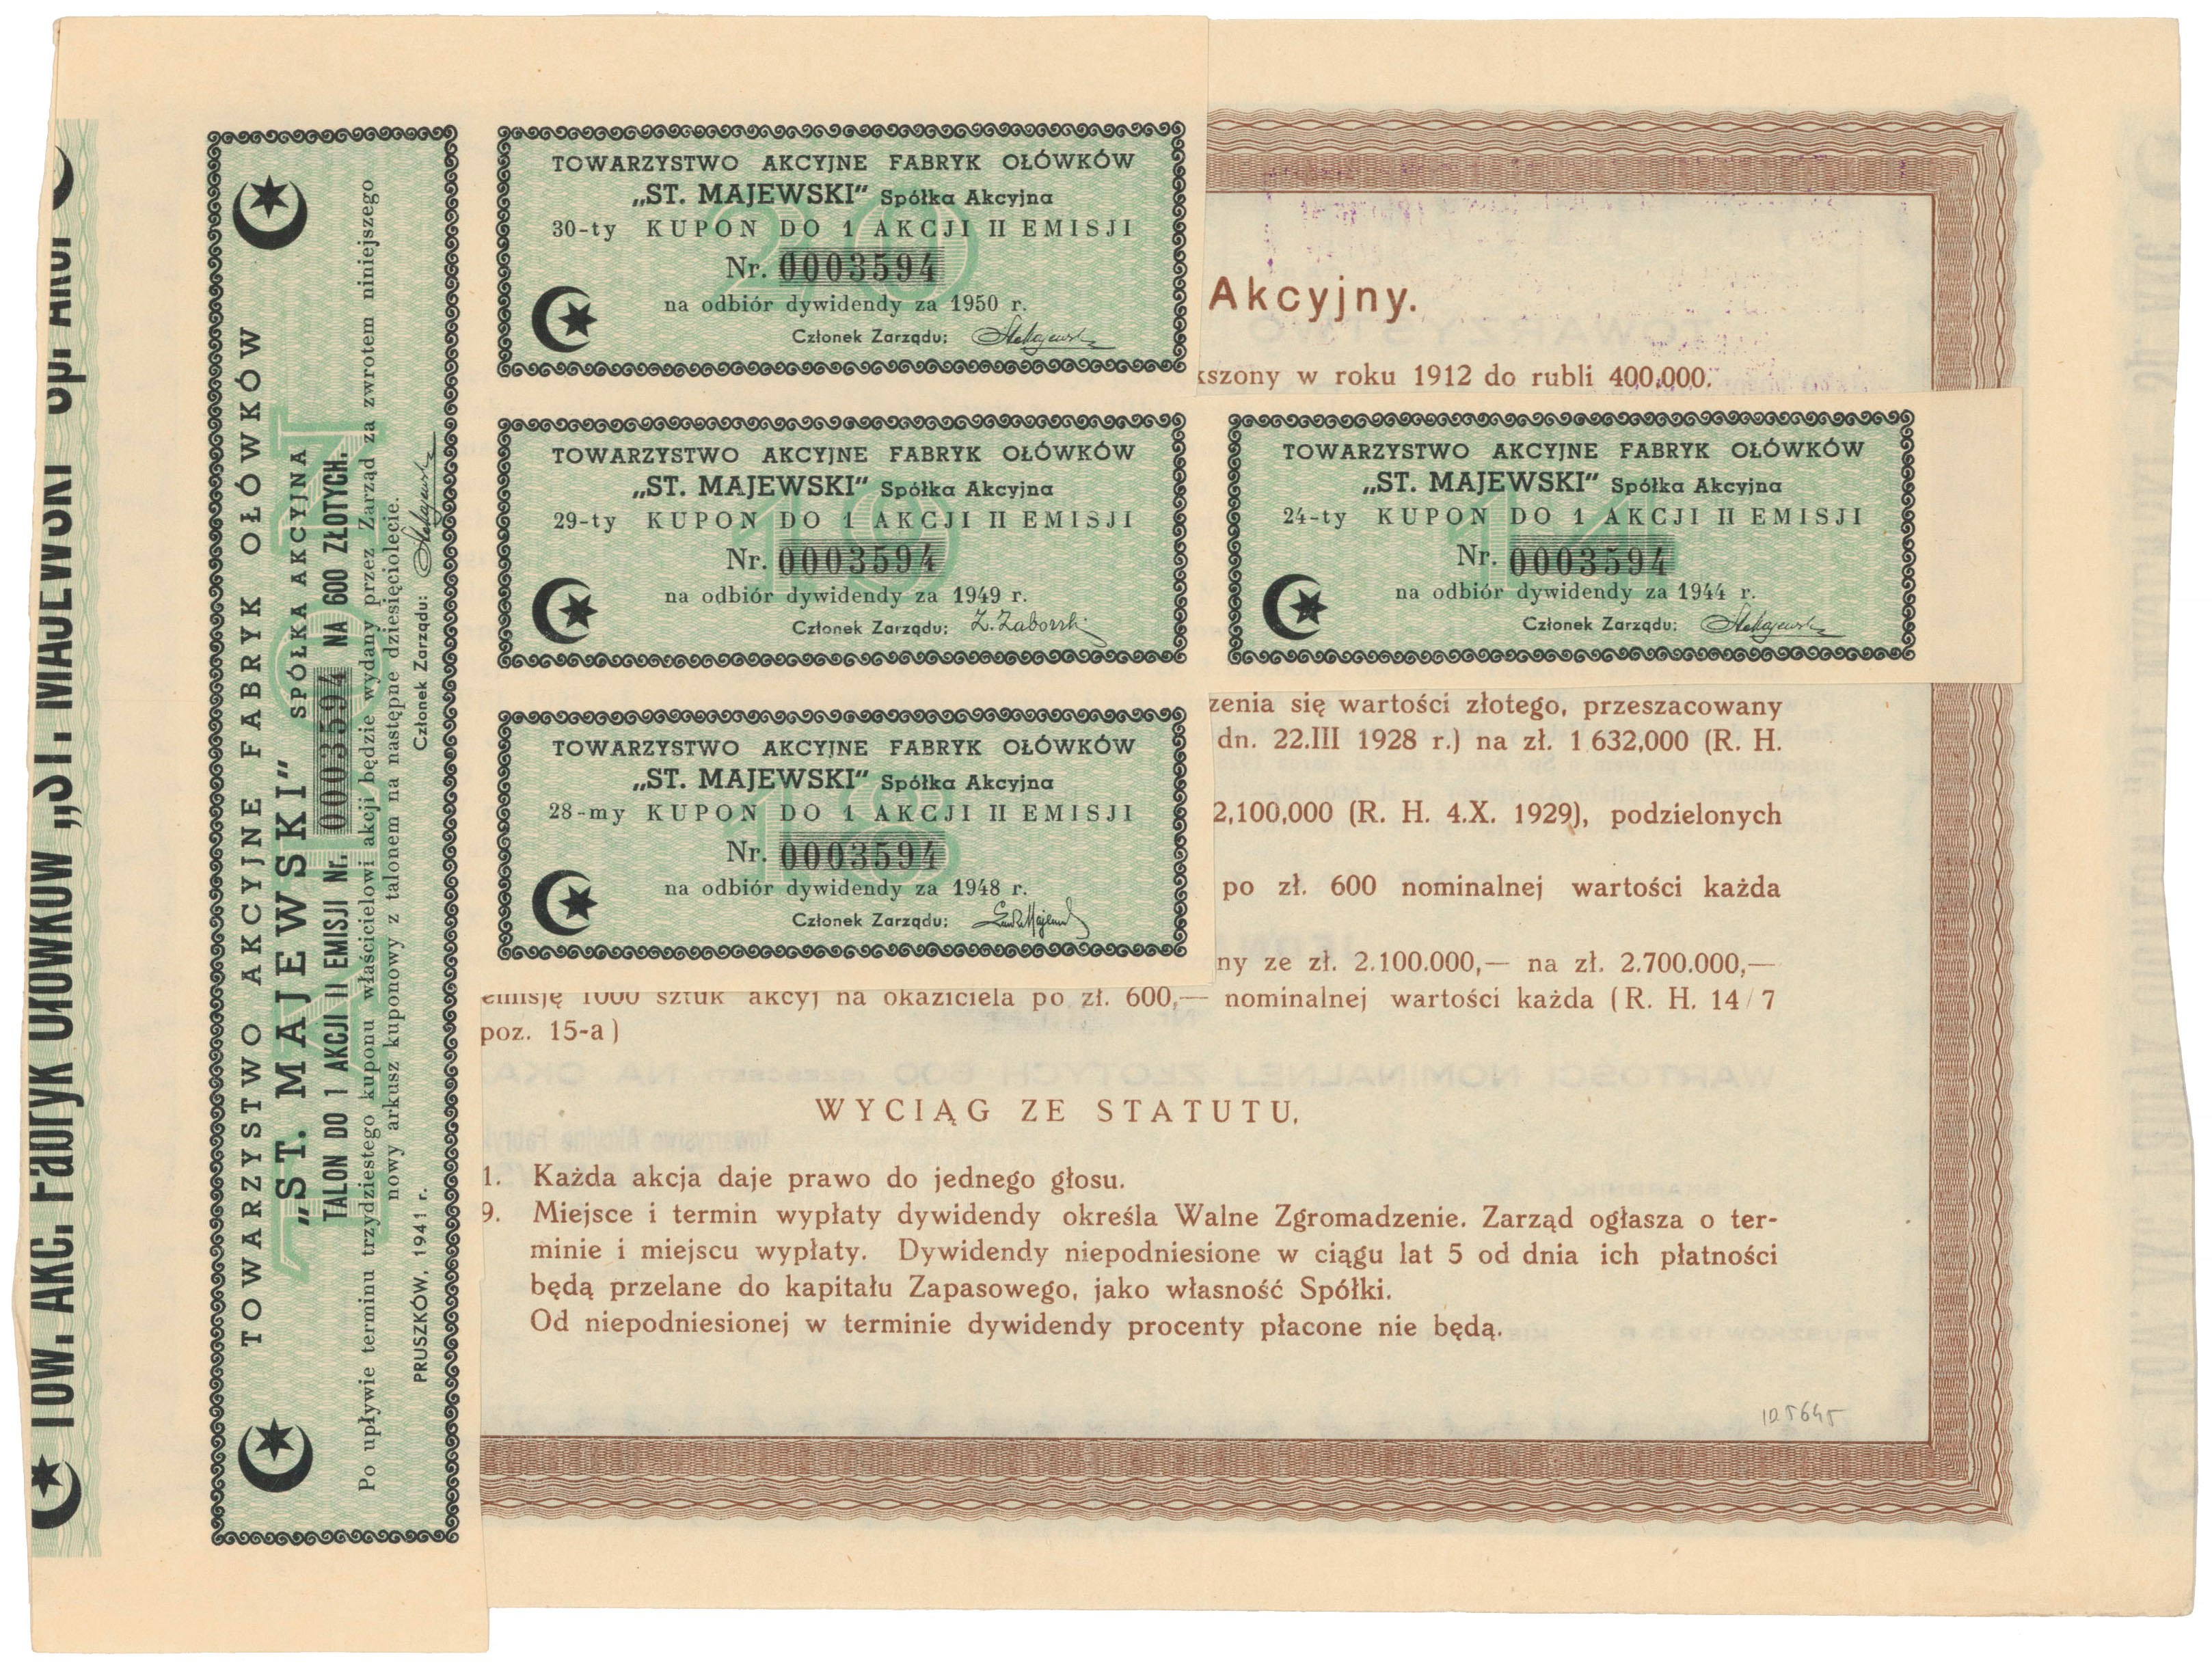 Tow. Akc. Fabryk Ołówków „ST. MAJEWSKI" Sp. Akc.
TOWARZYSTWO AKCYJNE FABRYK OŁÓWKÓW
„ST. MAJEWSKI" SPÓŁKA AKCYJNA
TALON DO 1 AKCJI II EMISJI Nr. 0003594 NA 600 ZŁOTYCH.
Po upływie terminu trzydziestego kuponu właścicielowi akcji będzie wydany przez Zarząd za zwrotem niniejszego
nowy arkusz kuponowy z talonem na następne dziesięciolecie.
PRUSZKÓW, 1941 r. Członek Zarządu:
TALON
TOWARZYSTWO AKCYJNE FABRYK OŁÓWKÓW
„ST. MAJEWSKI" Spółka Akcyjna
30-ty KUPON DO 1 AKCJI II EMISJI
Nr. 0003594
na odbiór dywidendy za 1950 r.
Członek Zarządu:
20
TOWARZYSTWO AKCYJNE FABRYK OŁÓWKÓW
„ST. MAJEWSKI" Spółka Akcyjna
29-ty KUPON DO 1 AKCJI II EMISJI
Nr. 0003594
na odbiór dywidendy za 1949 r.
Członek Zarządu: Z. Zaborski
19
TOWARZYSTWO AKCYJNE FABRYK OŁÓWKÓW
„ST. MAJEWSKI" Spółka Akcyjna
28-my KUPON DO 1 AKCJI II EMISJI
Nr. 0003594
na odbiór dywidendy za 1948 r.
Członek Zarządu:
18
TOWARZYSTWO AKCYJNE FABRYK OŁÓWKÓW
„ST. MAJEWSKI" Spółka Akcyjna
24-ty KUPON DO 1 AKCJI II EMISJI
Nr. 0003594
na odbiór dywidendy za 1944 r.
Członek Zarządu:
14
Akcyjny.
kszony w roku 1912 do rubli 400.000.
zenia się wartości złotego, przeszacowany
dn. 22.III 1928 r.) na zł. 1 632,000 (R. H.
2,100,000 (R. H. 4.X. 1929), podzielonych
po zł. 600 nominalnej wartości każda
ny ze zł. 2.100.000,— na zł. 2.700.000,—
emisję 1000 sztuk akcyj na okaziciela po zł. 600,— nominalnej wartości każda (R. H. 14/7
poz. 15-a)
WYCIĄG ZE STATUTU.
1. Każda akcja daje prawo do jednego głosu.
9. Miejsce i termin wypłaty dywidendy określa Walne Zgromadzenie. Zarząd ogłasza o ter-
minie i miejscu wypłaty. Dywidendy niepodniesione w ciągu lat 5 od dnia ich płatności
będą przelane do kapitału Zapasowego, jako własność Spółki.
Od niepodniesionej w terminie dywidendy procenty płacone nie będą.